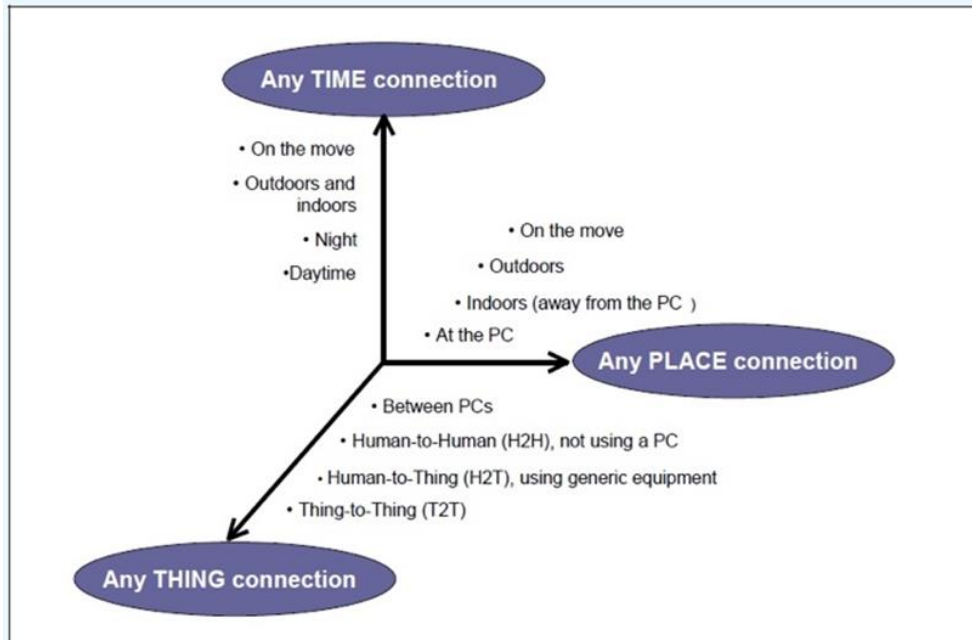 Any TIME connection
• On the move
• Outdoors and
indoors
• Night
•Daytime
• On the move
• Outdoors
• Indoors (away from the PC )
• At the PC
Any PLACE connection
• Between PCs
• Human-to-Human (H2H), not using a PC
• Human-to-Thing (H2T), using generic equipment
• Thing-to-Thing (T2T)
Any THING connection